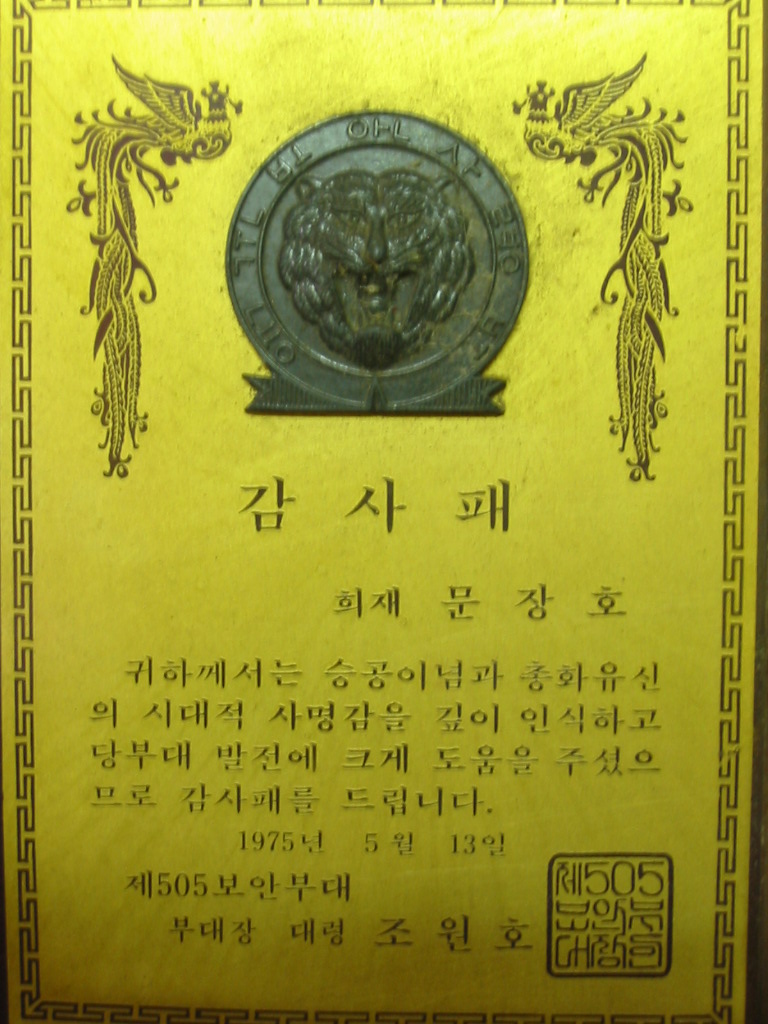 보안사령
감 사 패
희재 문 장 호
귀하께서는 승공이념과 총화유신
의 시대적 사명감을 깊이 인식하고
당부대 발전에 크게 도움을 주셨으
므로 감사패를 드립니다.
1975년 5월 13일
제505보안부대
부대장 대령 조 원 호
제505
보안부
대장인